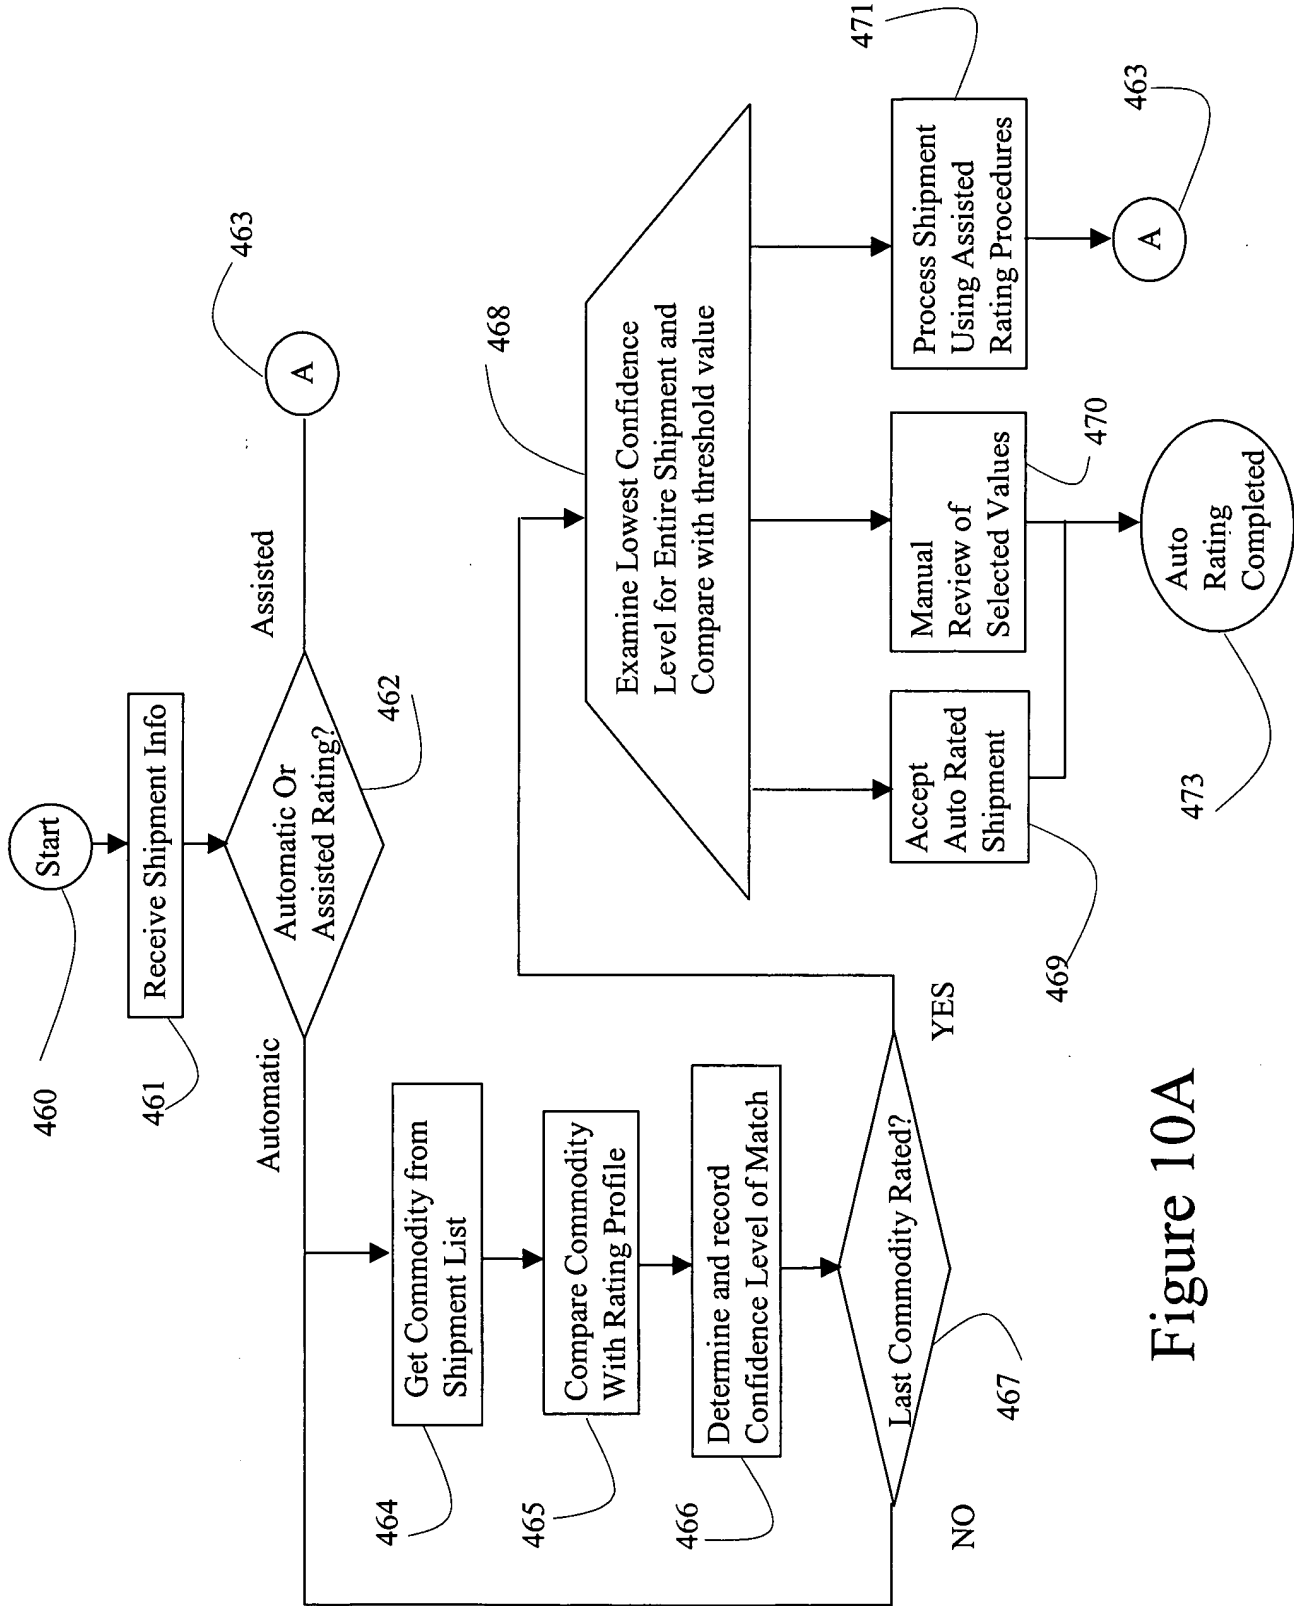 460
Start
461
Receive Shipment Info
Automatic Or
Assisted Rating?
462
Automatic
Assisted
A
463
464
Get Commodity from
Shipment List
465
Compare Commodity
With Rating Profile
466
Determine and record
Confidence Level of Match
Last Commodity Rated?
467
NO
YES
468
Examine Lowest Confidence
Level for Entire Shipment and
Compare with threshold value
469
Accept
Auto Rated
Shipment
Manual
Review of
Selected Values
470
471
Process Shipment
Using Assisted
Rating Procedures
A
463
473
Auto
Rating
Completed
Figure 10A